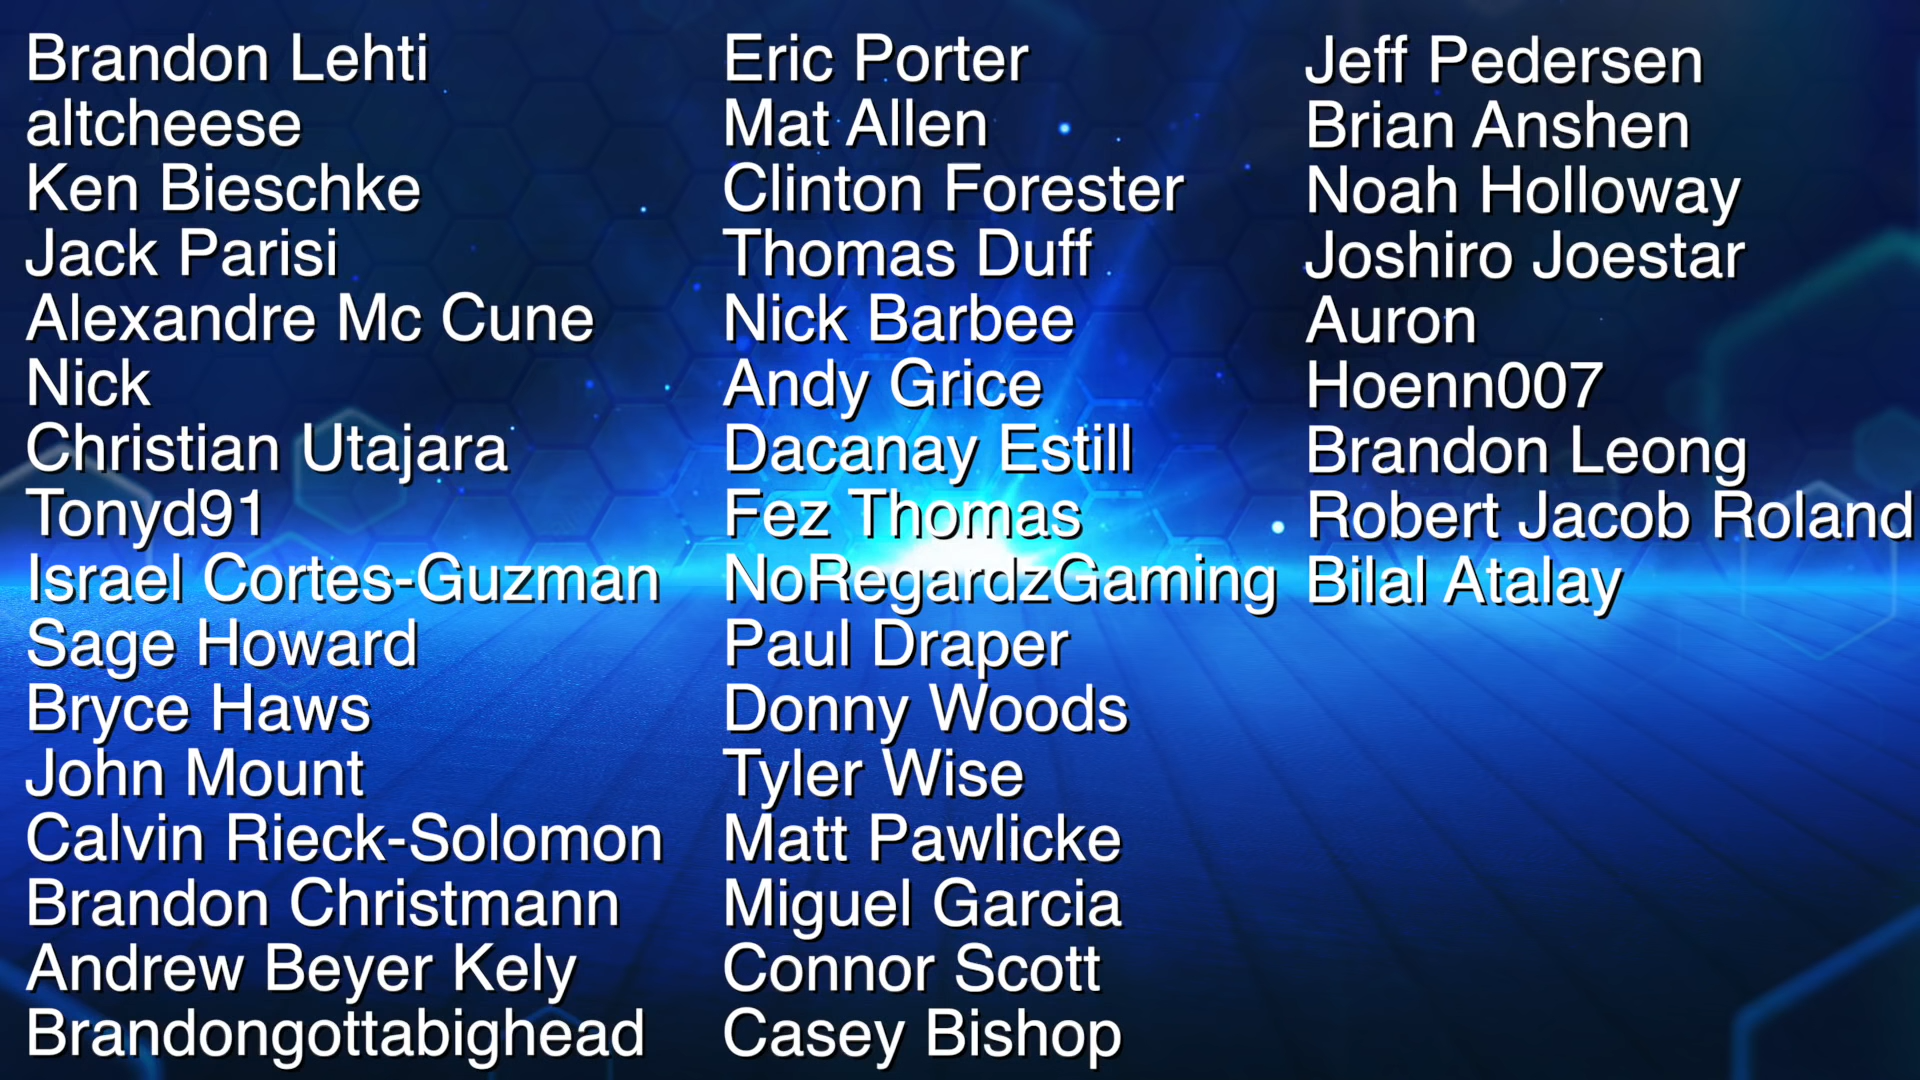 Brandon Lehti
altcheese
Ken Bieschke
Jack Parisi
Alexandre Mc Cune
Nick
Christian Utajara
Tonyd91
Israel Cortes-Guzman
Sage Howard
Bryce Haws
John Mount
Calvin Rieck-Solomon
Brandon Christmann
Andrew Beyer Kely
Brandongottabighead
Eric Porter
Mat Allen
Clinton Forester
Thomas Duff
Nick Barbee
Andy Grice
Dacanay Estill
Fez Thomas
NoRegardzGaming
Paul Draper
Donny Woods
Tyler Wise
Matt Pawlicke
Miguel Garcia
Connor Scott
Casey Bishop
Jeff Pedersen
Brian Anshen
Noah Holloway
Joshiro Joestar
Auron
Hoenn007
Brandon Leong
Robert Jacob Roland
Bilal Atalay